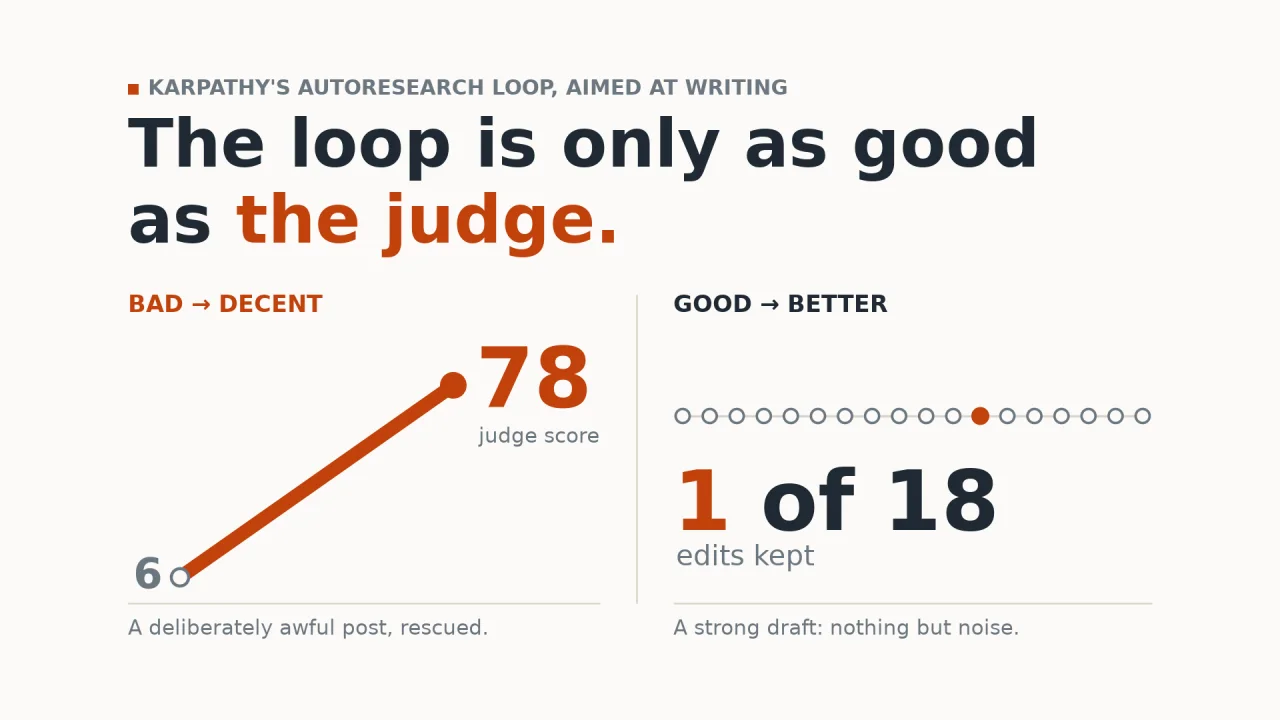 KARPATHY'S AUTORESEARCH LOOP, AIMED AT WRITING
The loop is only as good
as the judge.
BAD → DECENT
78
judge score
6
A deliberately awful post, rescued.
GOOD → BETTER
1 of 18
edits kept
A strong draft: nothing but noise.